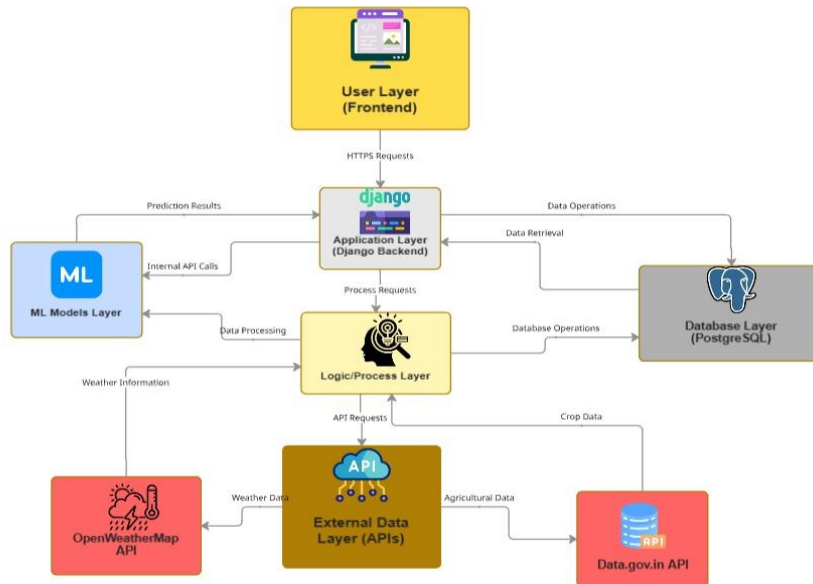 User Layer
(Frontend)
HTTPS Requests
django
Prediction Results
Data Operations
Application Layer
(Django Backend)
Data Retrieval
ML
Internal API Calls
ML Models Layer
Process Requests
Data Processing
Database Operations
Database Layer
(PostgreSQL)
Logic/Process Layer
Weather Information
API Requests
Crop Data
API
Weather Data
Agricultural Data
External Data
Layer (APIs)
OpenWeatherMap
API
API
Data.gov.in API